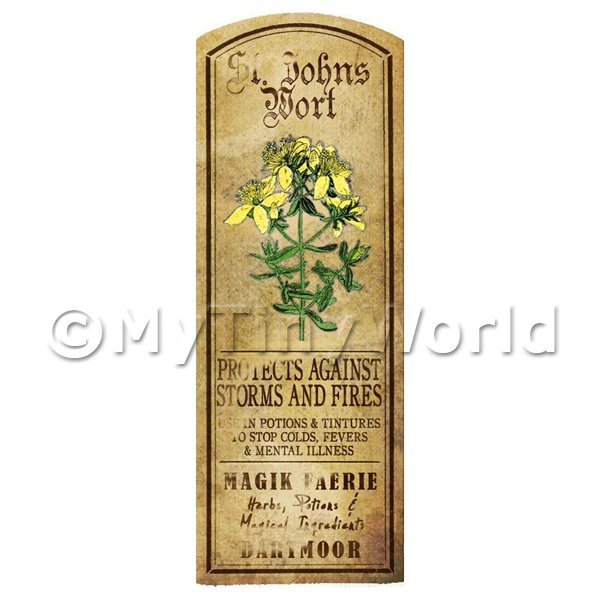 St. Johns
Wort
©MyTinyWorld
PROTECTS AGAINST
STORMS AND FIRES
USE IN POTIONS & TINTURES
TO STOP COLDS, FEVERS
& MENTAL ILLNESS
MAGIK FAERIE
Herbs, Potions &
Magical Ingredients
DARTMOOR